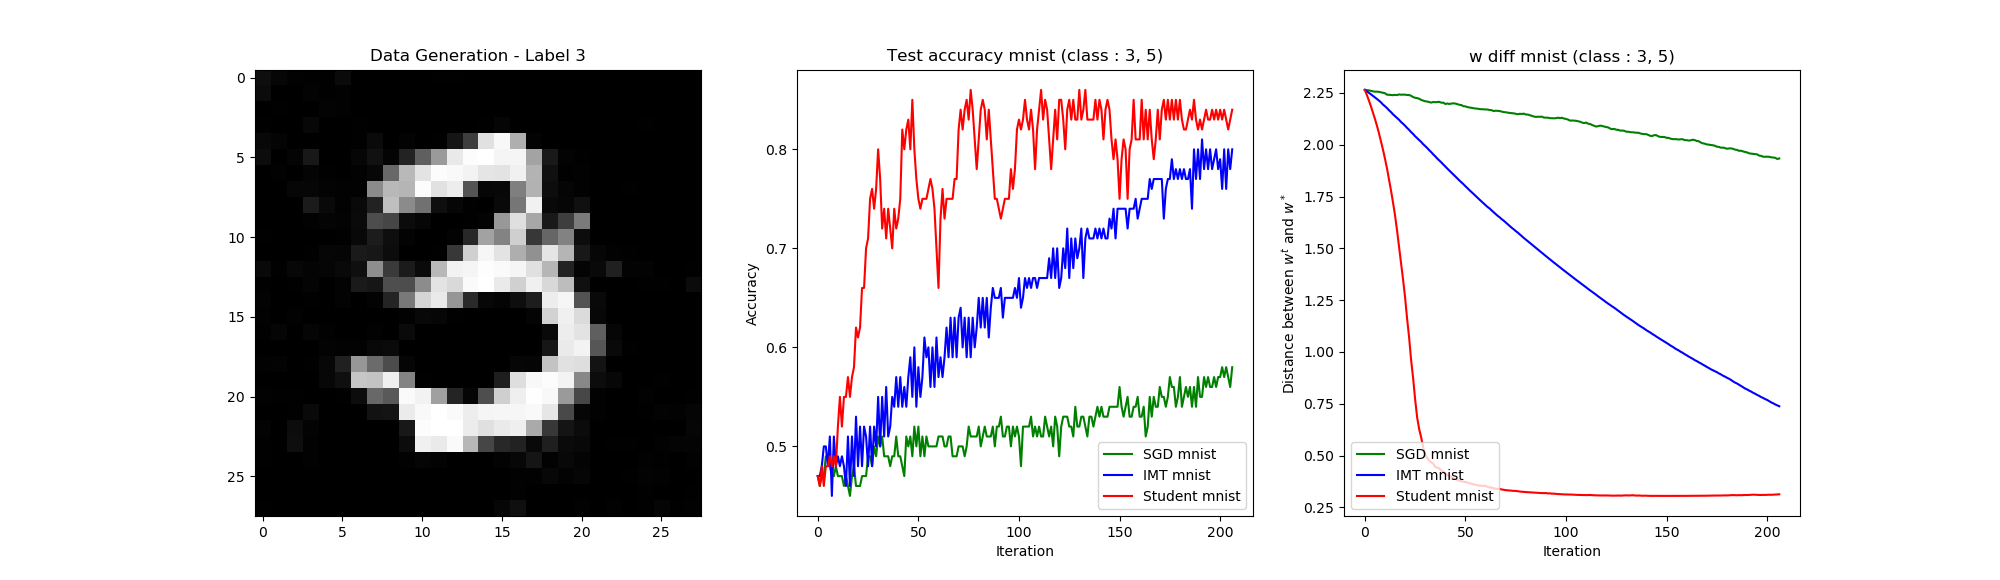 Data Generation - Label 3
0
5
10
15
20
25
0 5 10 15 20 25
Test accuracy mnist (class : 3, 5)
Accuracy
0.8
0.7
0.6
0.5
0 50 100 150 200
Iteration
SGD mnist
IMT mnist
Student mnist
w diff mnist (class : 3, 5)
Distance between w^t and w^*
2.25
2.00
1.75
1.50
1.25
1.00
0.75
0.50
0.25
0 50 100 150 200
Iteration
SGD mnist
IMT mnist
Student mnist